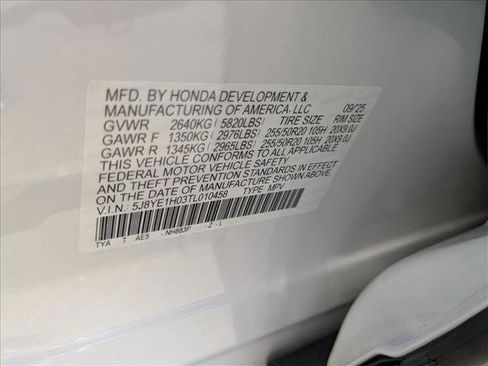 MFD. BY HONDA DEVELOPMENT &
MANUFACTURING OF AMERICA, LLC 09/25
GVWR 2640KG (5820LBS) TIRE SIZE RIM SIZE
GAWR F 1350KG (2976LBS) 255/50R20 105H 20X9.0J
GAWR R 1345KG (2965LBS) 255/50R20 105H 20X9.0J
THIS VEHICLE CONFORMS TO ALL APPLICABLE
FEDERAL MOTOR VEHICLE SAFETY STANDARDS IN EFFECT
ON THE DATE OF MANUFACTURE SHOWN ABOVE.
V.I.N.: 5J8YE1H03TL010458 TYPE: MPV
TYA T AE5 NH883P -Z-L